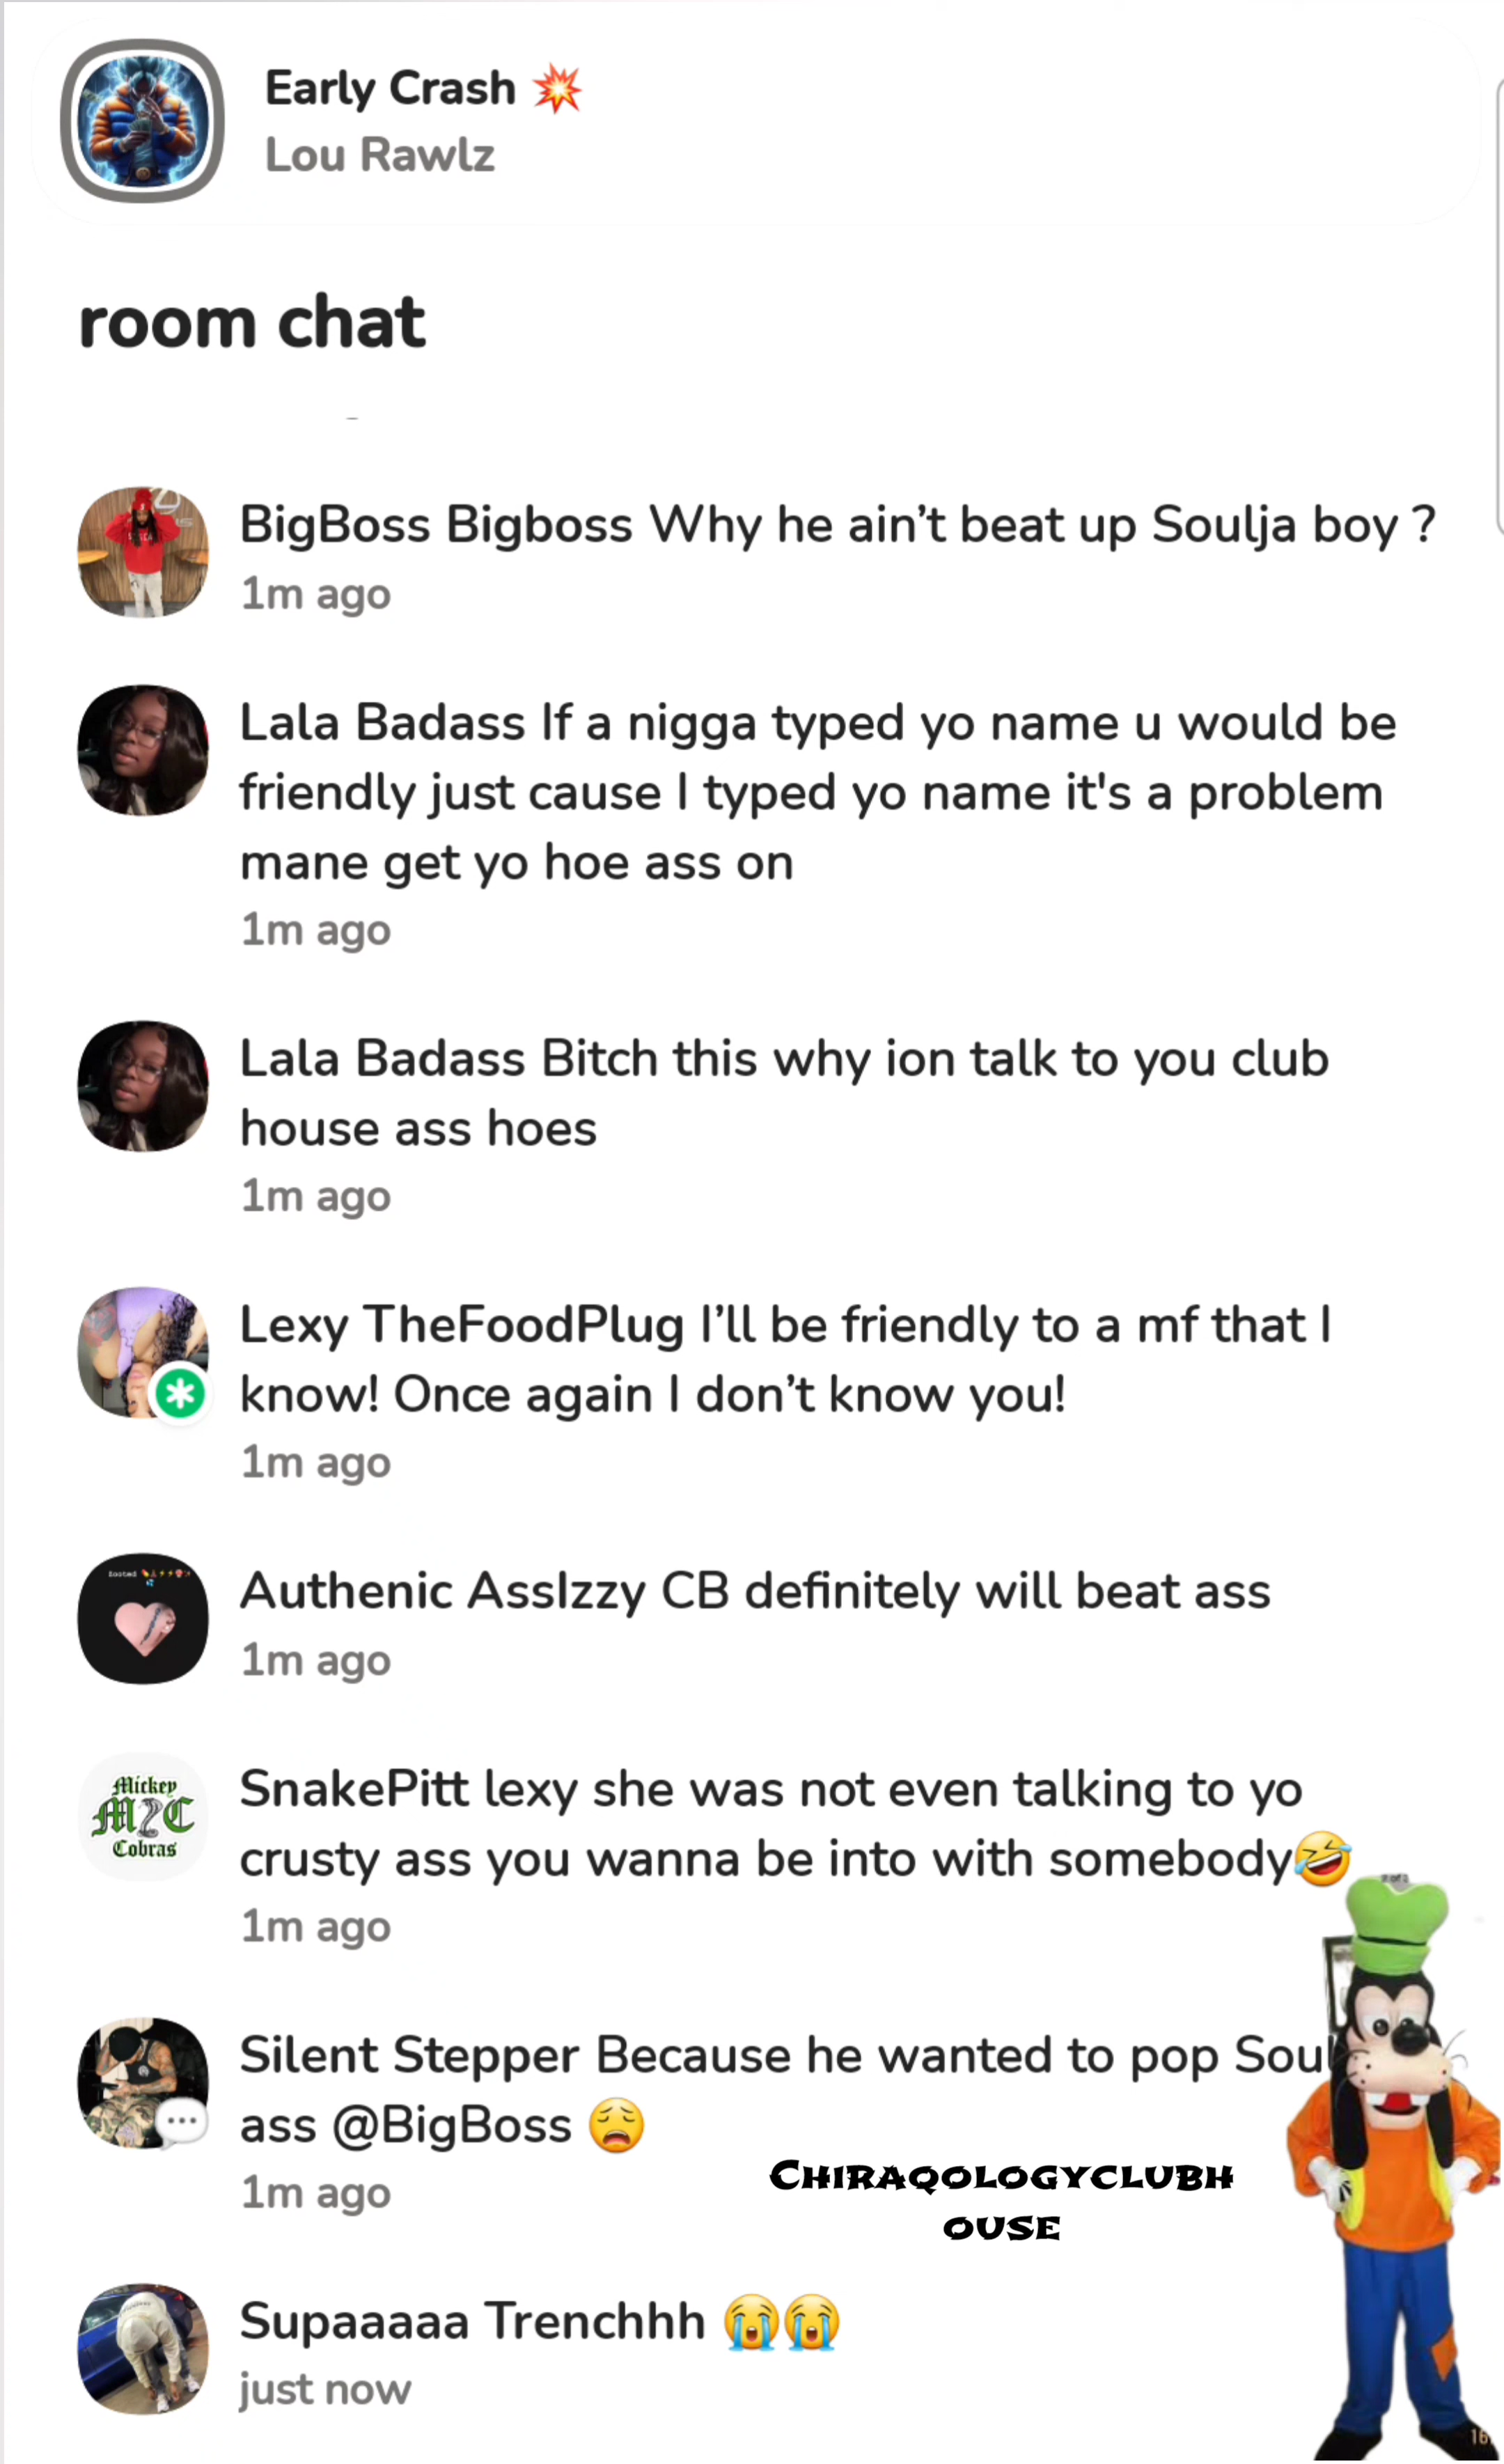 Early Crash 💥
Lou Rawlz
room chat
BigBoss Bigboss Why he ain’t beat up Soulja boy ?
1m ago
Lala Badass If a nigga typed yo name u would be
friendly just cause I typed yo name it's a problem
mane get yo hoe ass on
1m ago
Lala Badass Bitch this why ion talk to you club
house ass hoes
1m ago
Lexy TheFoodPlug I’ll be friendly to a mf that I
know! Once again I don’t know you!
1m ago
Authenic AssIzzy CB definitely will beat ass
1m ago
Mickey
MC
Cobras
SnakePitt lexy she was not even talking to yo
crusty ass you wanna be into with somebody🤣
1m ago
Silent Stepper Because he wanted to pop Soul
ass @BigBoss 😩
1m ago
Chiraqologyclubh
ouse
Supaaaaa Trenchhh 😭😭
just now